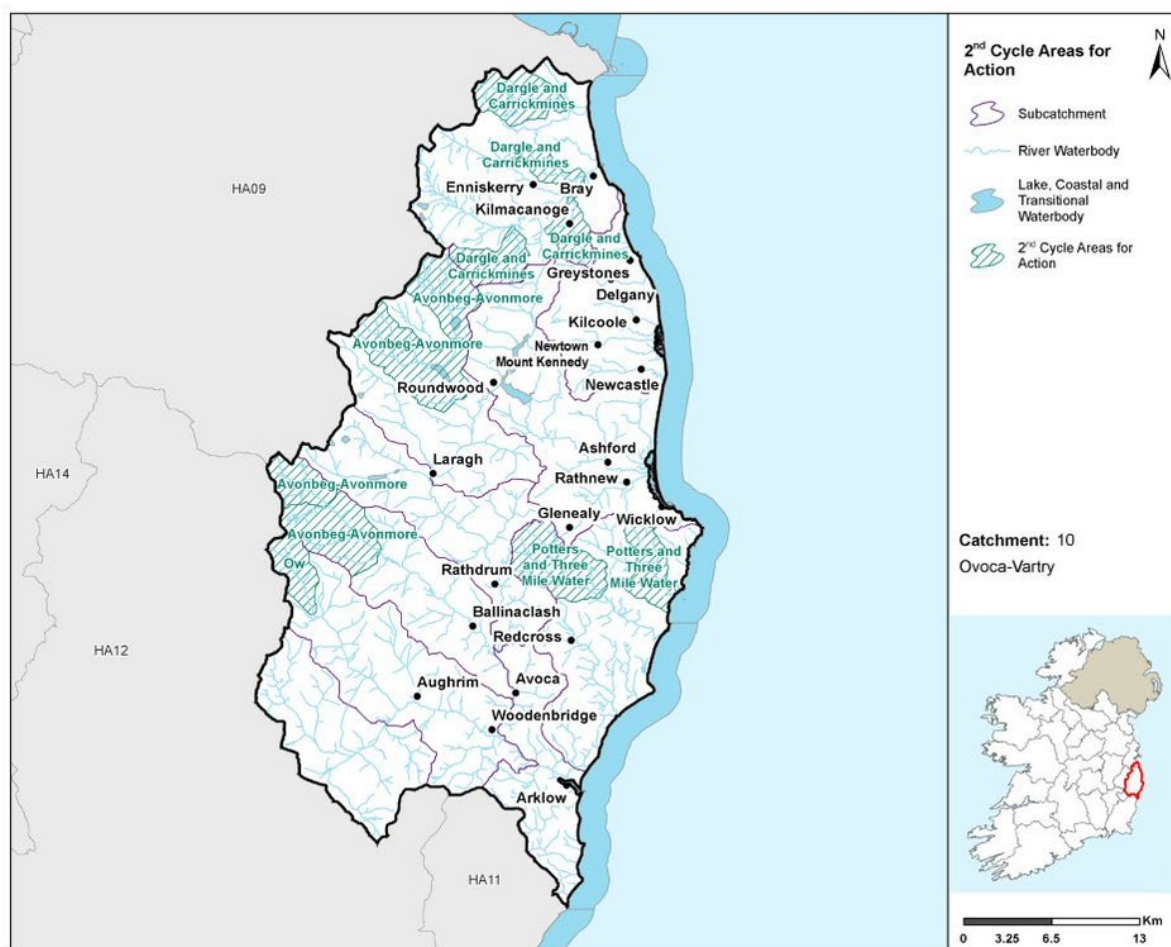 Dargle and
Carrickmines
Dargle and
Carrickmines
HA09
Enniskerry
Bray
Kilmacanoge
Dargle and
Carrickmines
Dargle and
Carrickmines
Greystones
Avonbeg-Avonmore
Delgany
Kilcoole
Avonbeg-Avonmore
Newtown
Mount Kennedy
Roundwood
Newcastle
Ashford
HA14
Laragh
Rathnew
Avonbeg-Avonmore
Glenealy
Wicklow
Avonbeg-Avonmore
Ow
Potters
and Three
Mile Water
Potters and
Three
Mile Water
Rathdrum
Ballinaclash
Redcross
HA12
Aughrim
Avoca
Woodenbridge
Arklow
HA11
2nd Cycle Areas for
Action
N
Subcatchment
River Waterbody
Lake, Coastal and
Transitional
Waterbody
2nd Cycle Areas for
Action
Catchment: 10
Ovoca-Vartry
Km
0 3.25 6.5 13